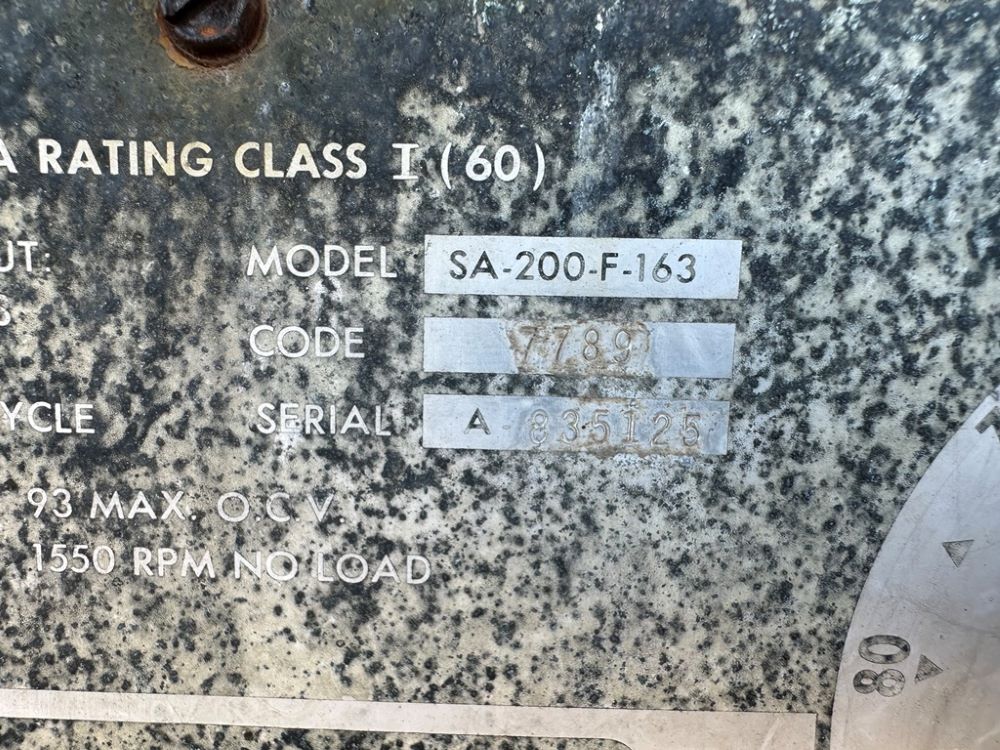 A RATING CLASS I (60)
UT:
MODEL SA-200-F-163
CODE 7789
YCLE
SERIAL A 835125
93 MAX. O.C.V.
1550 RPM NO LOAD
80